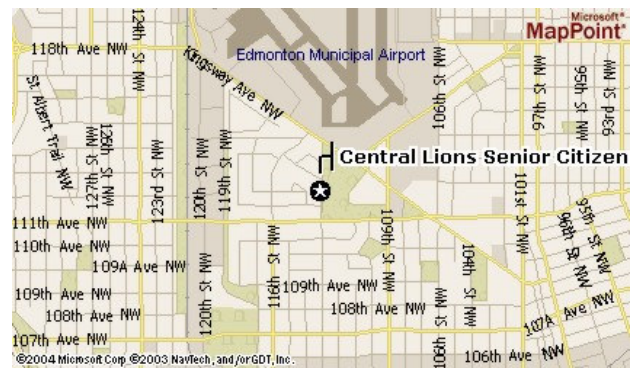 Microsoft®
MapPoint®
124th St NW
118th Ave NW
Kingsway Ave NW
Edmonton Municipal Airport
106th St NW
97th St NW
95th St NW
93rd St NW
St Albert Trail NW
127th St NW
126th St NW
123rd St NW
120th St NW
119th St NW
Central Lions Senior Citizen
101st St NW
111th Ave NW
110th Ave NW
109A Ave NW
109th Ave NW
108th Ave NW
107th Ave NW
120th St NW
116th St NW
109th St NW
109th Ave NW
108th Ave NW
104th St NW
106th St NW
96th St NW
95th St NW
107A Ave NW
106th Ave NW
©2004 Microsoft Corp ©2003 NavTech, and/or GDT, Inc.